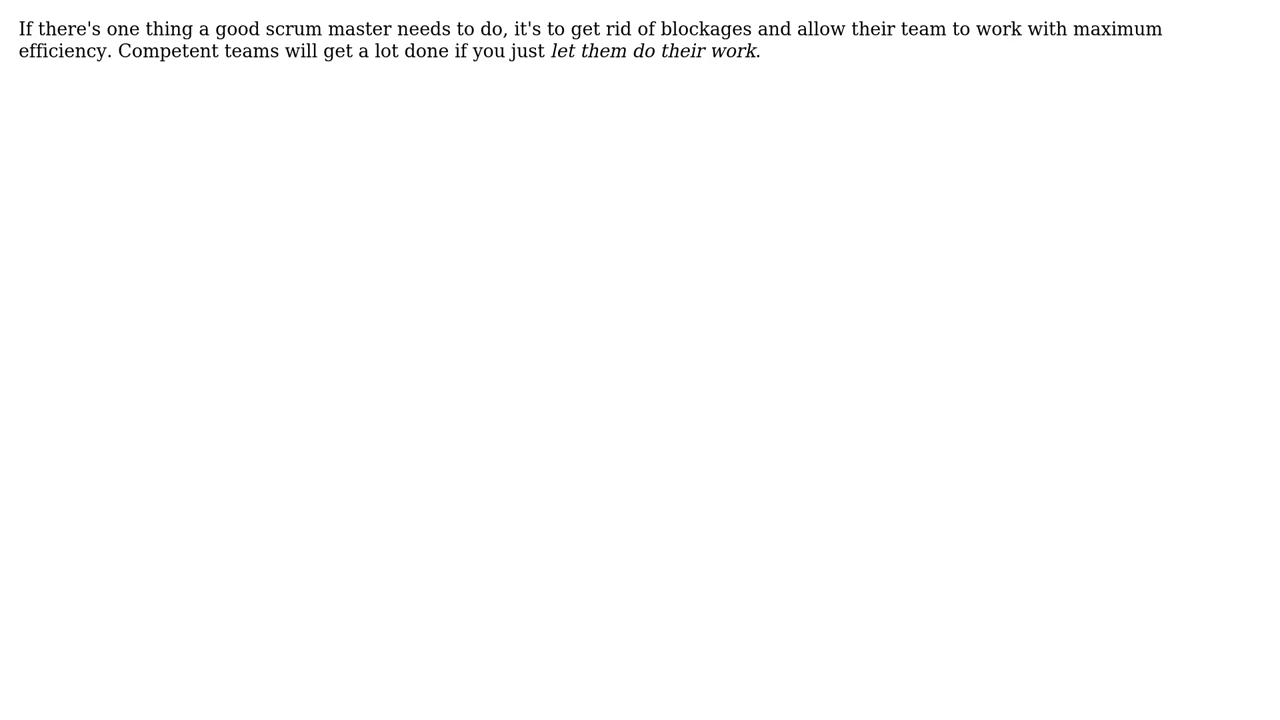 If there's one thing a good scrum master needs to do, it's to get rid of blockages and allow their team to work with maximum
efficiency. Competent teams will get a lot done if you just let them do their work.